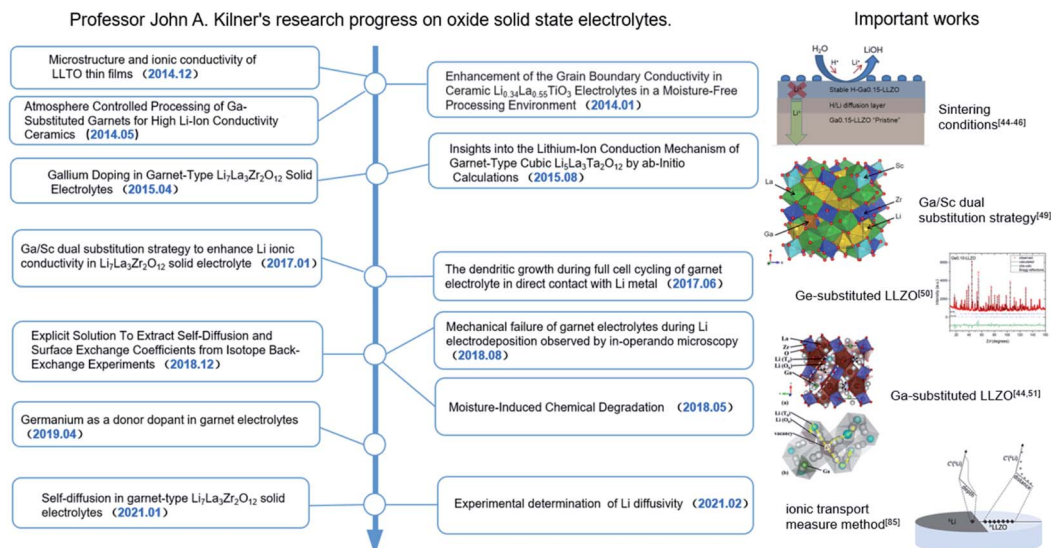 Professor John A. Kilner's research progress on oxide solid state electrolytes.
Microstructure and ionic conductivity of
LLTO thin films (2014.12)
Atmosphere Controlled Processing of Ga-
Substituted Garnets for High Li-Ion Conductivity
Ceramics (2014.05)
Gallium Doping in Garnet-Type Li₇La₃Zr₂O₁₂ Solid
Electrolytes (2015.04)
Ga/Sc dual substitution strategy to enhance Li ionic
conductivity in Li₇La₃Zr₂O₁₂ solid electrolyte (2017.01)
Explicit Solution To Extract Self-Diffusion and
Surface Exchange Coefficients from Isotope Back-
Exchange Experiments (2018.12)
Germanium as a donor dopant in garnet electrolytes
(2019.04)
Self-diffusion in garnet-type Li₇La₃Zr₂O₁₂ solid
electrolytes (2021.01)
Enhancement of the Grain Boundary Conductivity in
Ceramic Li₀.₃₄La₀.₅₅TiO₃ Electrolytes in a Moisture-Free
Processing Environment (2014.01)
Insights into the Lithium-Ion Conduction Mechanism of
Garnet-Type Cubic Li₅La₃Ta₂O₁₂ by ab-Initio
Calculations (2015.08)
The dendritic growth during full cell cycling of garnet
electrolyte in direct contact with Li metal (2017.06)
Mechanical failure of garnet electrolytes during Li
electrodeposition observed by in-operando microscopy
(2018.08)
Moisture-Induced Chemical Degradation (2018.05)
Experimental determination of Li diffusivity (2021.02)
Important works
H₂O
LiOH
H⁺
Li⁺
Li⁺
Stable H-Ga0.15-LLZO
H/Li diffusion layer
Li⁺
Ga0.15-LLZO "Pristine"
Sintering
conditions[44-46]
Sc
La
Zr
Li
Ga
Ga/Sc dual
substitution strategy[49]
Ge-substituted LLZO[50]
La
Zr
O
Ga
(a)
Ga-substituted LLZO[44,51]
vacancy
(b)
Ga
ionic transport
measure method[85]
depth
distance
⁶Li
LLZO